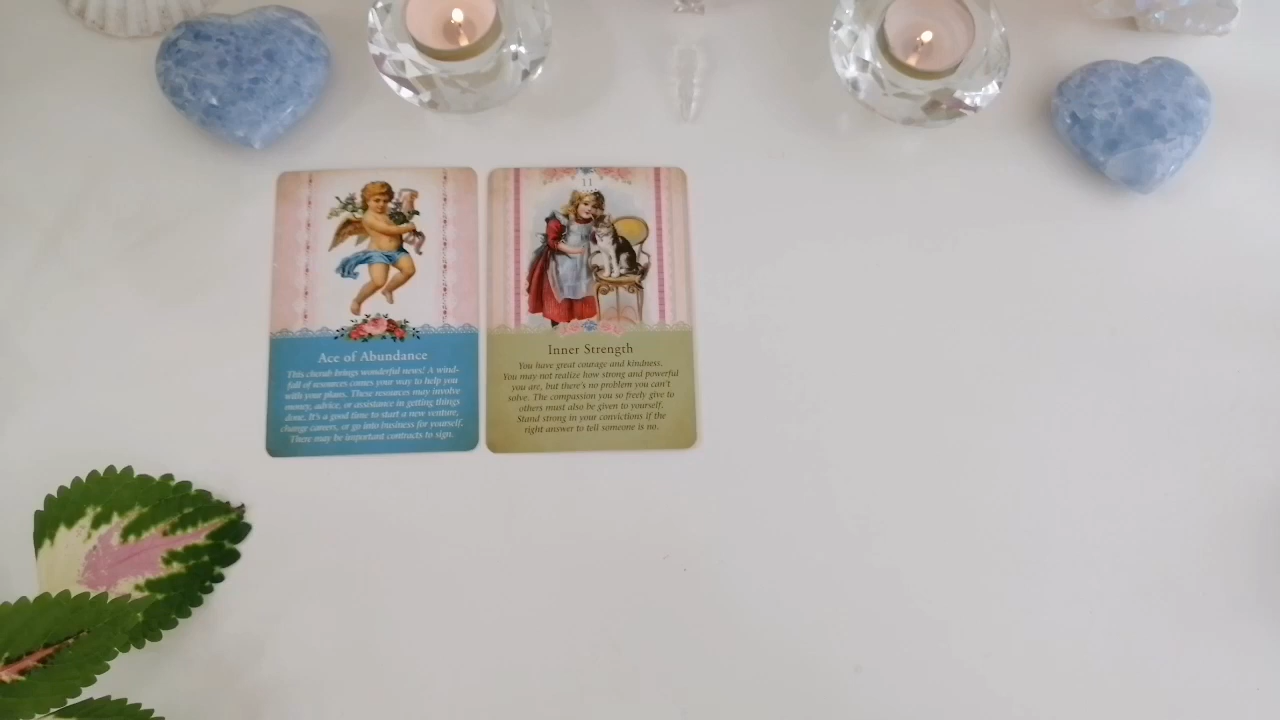 Ace of Abundance
This cherub brings wonderful news! A wind-
fall of resources comes your way to help you
with your plans. These resources may involve
money, advice, or assistance in getting things
done. It's a good time to start a new venture,
change careers, or go into business for yourself.
There may be important contracts to sign.
11
Inner Strength
You have great courage and kindness.
You may not realize how strong and powerful
you are, but there's no problem you can't
solve. The compassion you so freely give to
others must also be given to yourself.
Stand strong in your convictions if the
right answer to tell someone is no.